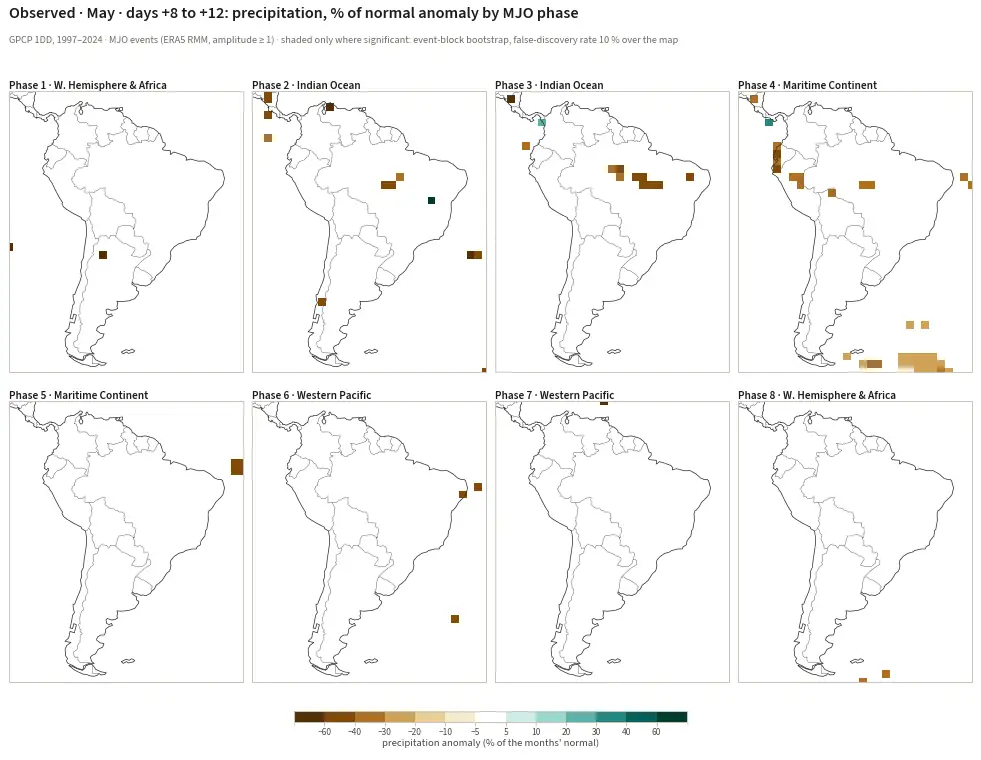 Observed · May · days +8 to +12: precipitation, % of normal anomaly by MJO phase
GPCP 1DD, 1997–2024 · MJO events (ERA5 RMM, amplitude ≥ 1) · shaded only where significant: event-block bootstrap, false-discovery rate 10 % over the map
Phase 1 · W. Hemisphere & Africa
Phase 2 · Indian Ocean
Phase 3 · Indian Ocean
Phase 4 · Maritime Continent
Phase 5 · Maritime Continent
Phase 6 · Western Pacific
Phase 7 · Western Pacific
Phase 8 · W. Hemisphere & Africa
−60 −40 −30 −20 −10 −5 5 10 20 30 40 60
precipitation anomaly (% of the months' normal)